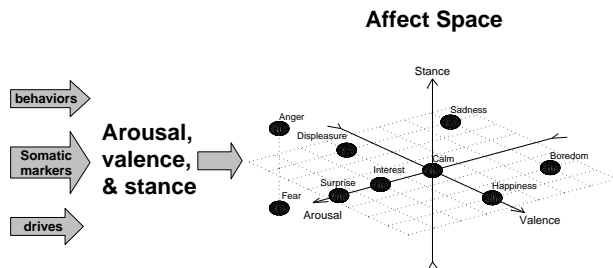 Affect Space
behaviors
Somatic
markers
drives
Arousal,
valence,
& stance
Stance
Anger
Sadness
Displeasure
Calm
Boredom
Interest
Surprise
Happiness
Fear
Arousal
Valence